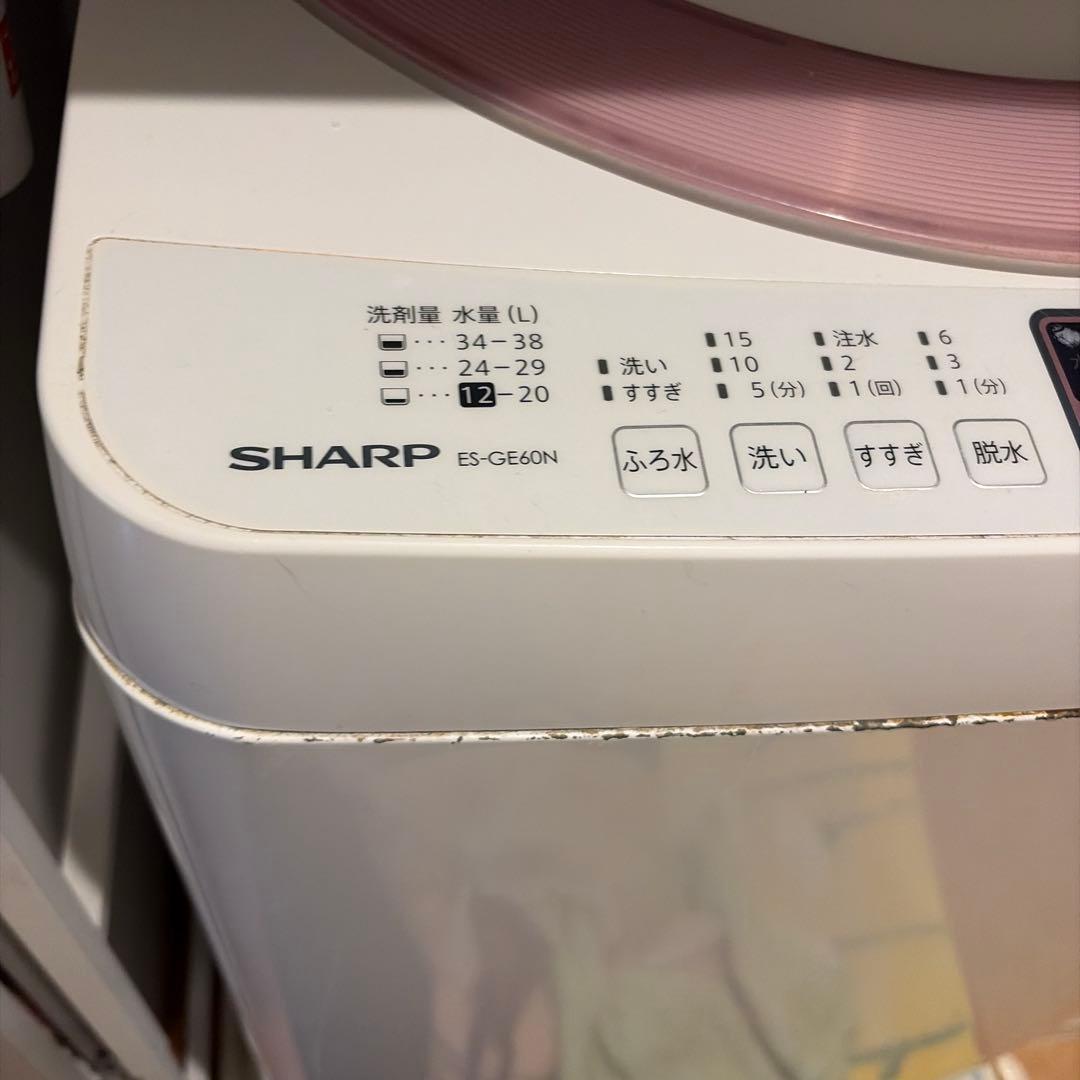 洗剤量 水量(L)
･･･34−38
･･･24−29
･･･12−20
SHARP ES-GE60N
洗い
すすぎ
15
10
5(分)
注水
2
1(回)
6
3
1(分)
ふろ水 洗い すすぎ 脱水